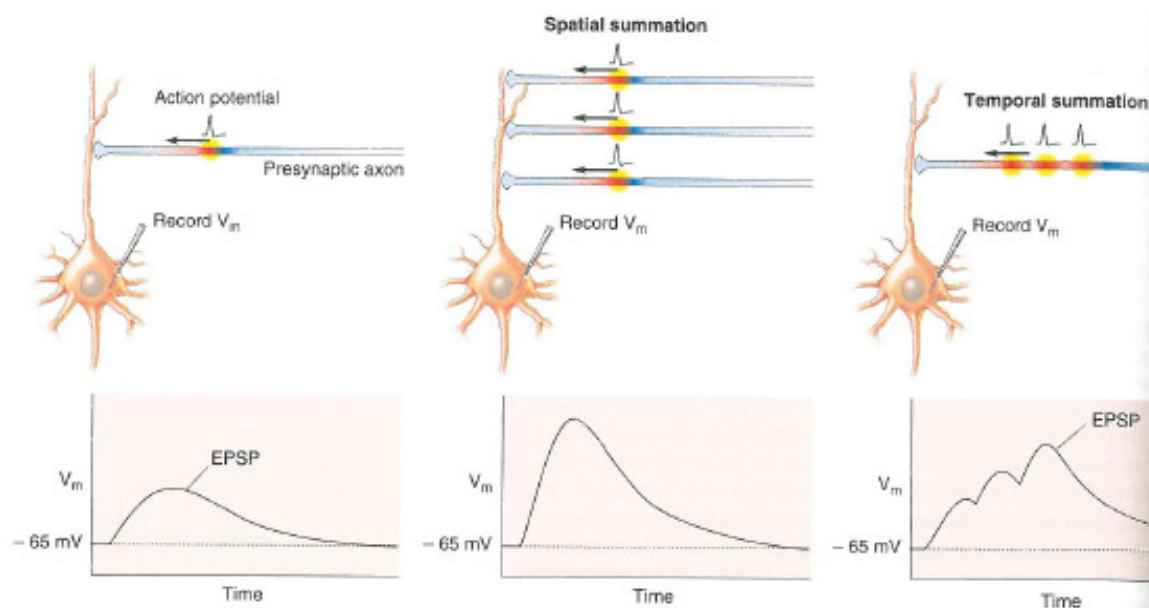 Action potential
Presynaptic axon
Record Vm
EPSP
Vm
– 65 mV
Time
Spatial summation
Record Vm
Vm
– 65 mV
Time
Temporal summation
Record Vm
EPSP
Vm
– 65 mV
Time